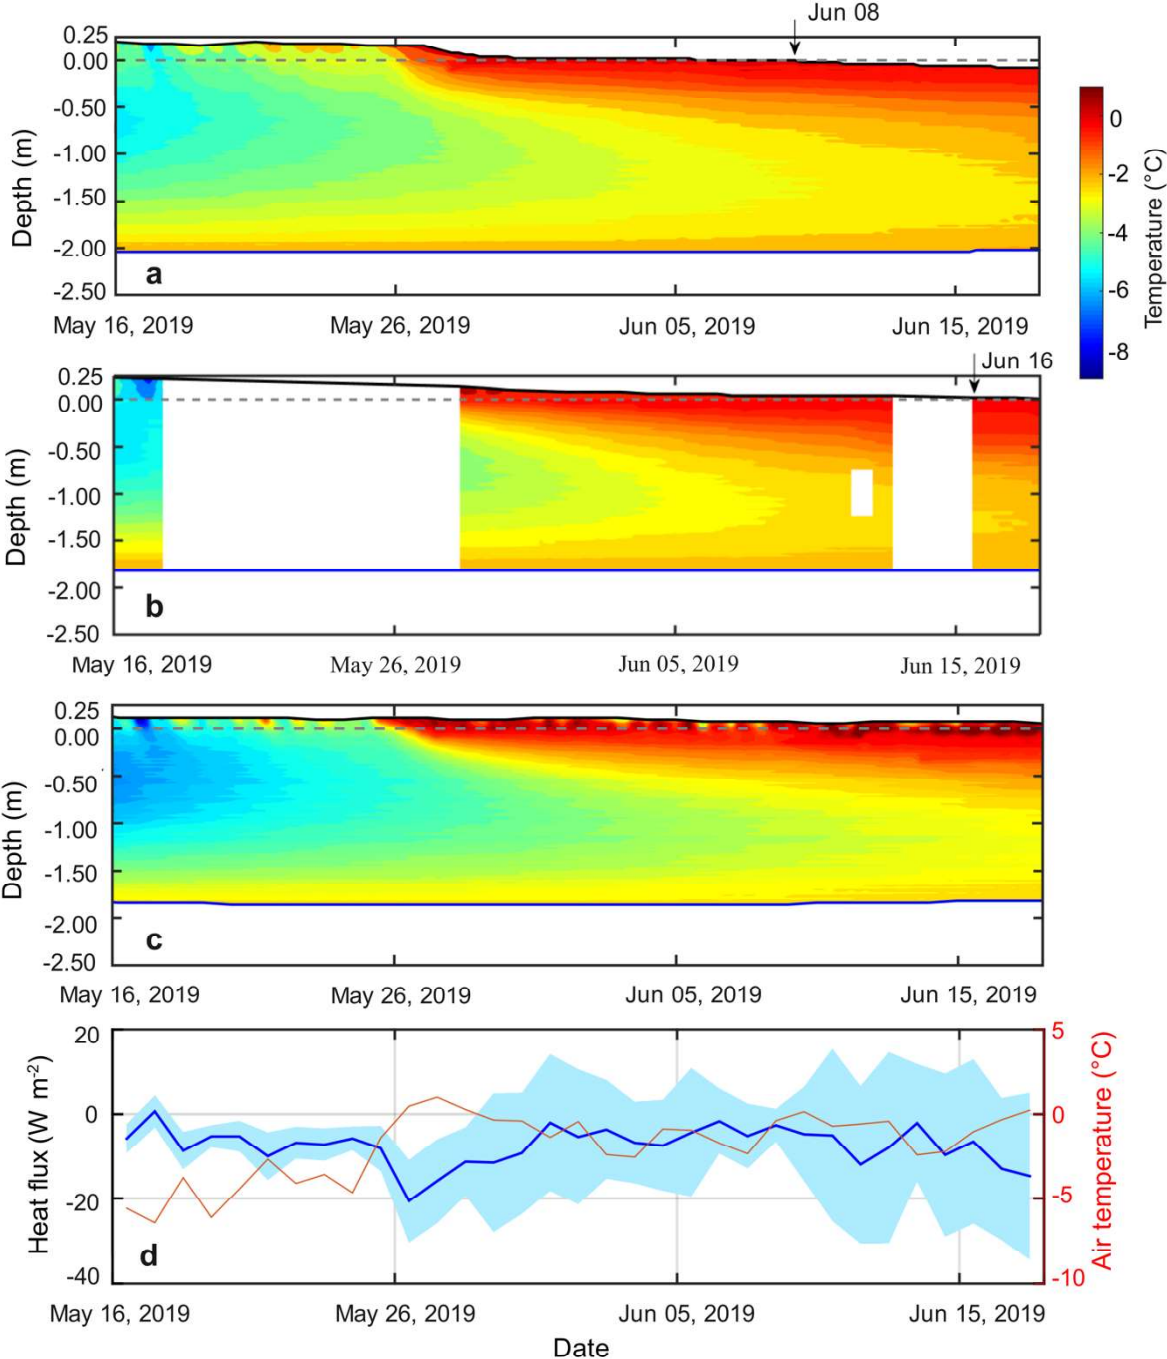 Jun 08
0.25
0.00
-0.50
-1.00
-1.50
-2.00
-2.50
Depth (m)
a
May 16, 2019 May 26, 2019 Jun 05, 2019 Jun 15, 2019
0
-2
-4
-6
-8
Temperature (°C)
Jun 16
0.25
0.00
-0.50
-1.00
-1.50
-2.00
-2.50
Depth (m)
b
May 16, 2019 May 26, 2019 Jun 05, 2019 Jun 15, 2019
0.25
0.00
-0.50
-1.00
-1.50
-2.00
-2.50
Depth (m)
c
May 16, 2019 May 26, 2019 Jun 05, 2019 Jun 15, 2019
20
0
-20
-40
Heat flux (W m-2)
d
5
0
-5
-10
Air temperature (°C)
May 16, 2019 May 26, 2019 Jun 05, 2019 Jun 15, 2019
Date